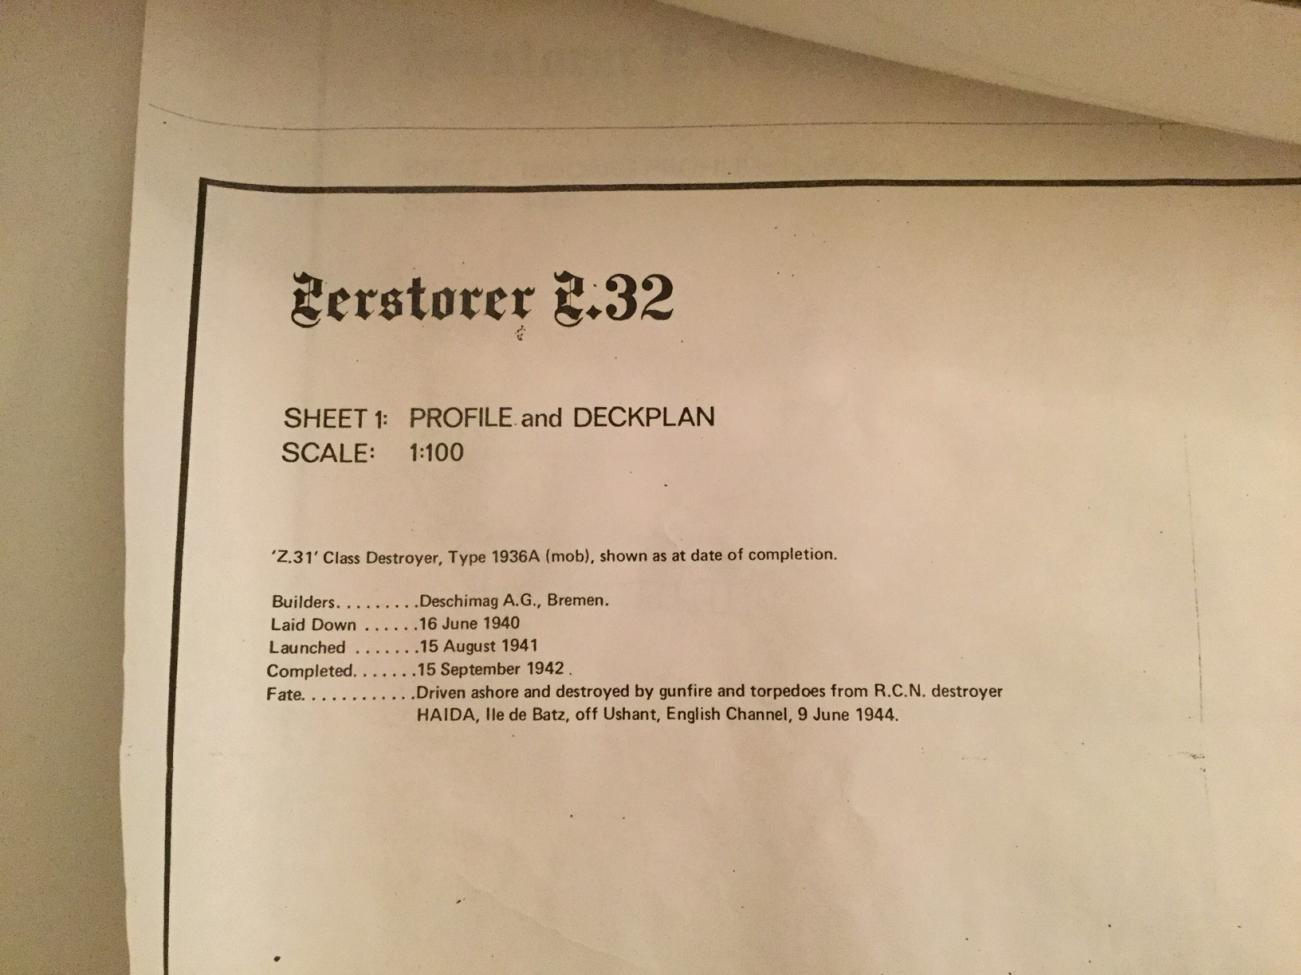 Zerstorer Z.32
SHEET 1: PROFILE and DECKPLAN
SCALE: 1:100
'Z.31' Class Destroyer, Type 1936A (mob), shown as at date of completion.
Builders.........Deschimag A.G., Bremen.
Laid Down ......16 June 1940
Launched .......15 August 1941
Completed.......15 September 1942.
Fate............Driven ashore and destroyed by gunfire and torpedoes from R.C.N. destroyer
HAIDA, Ile de Batz, off Ushant, English Channel, 9 June 1944.